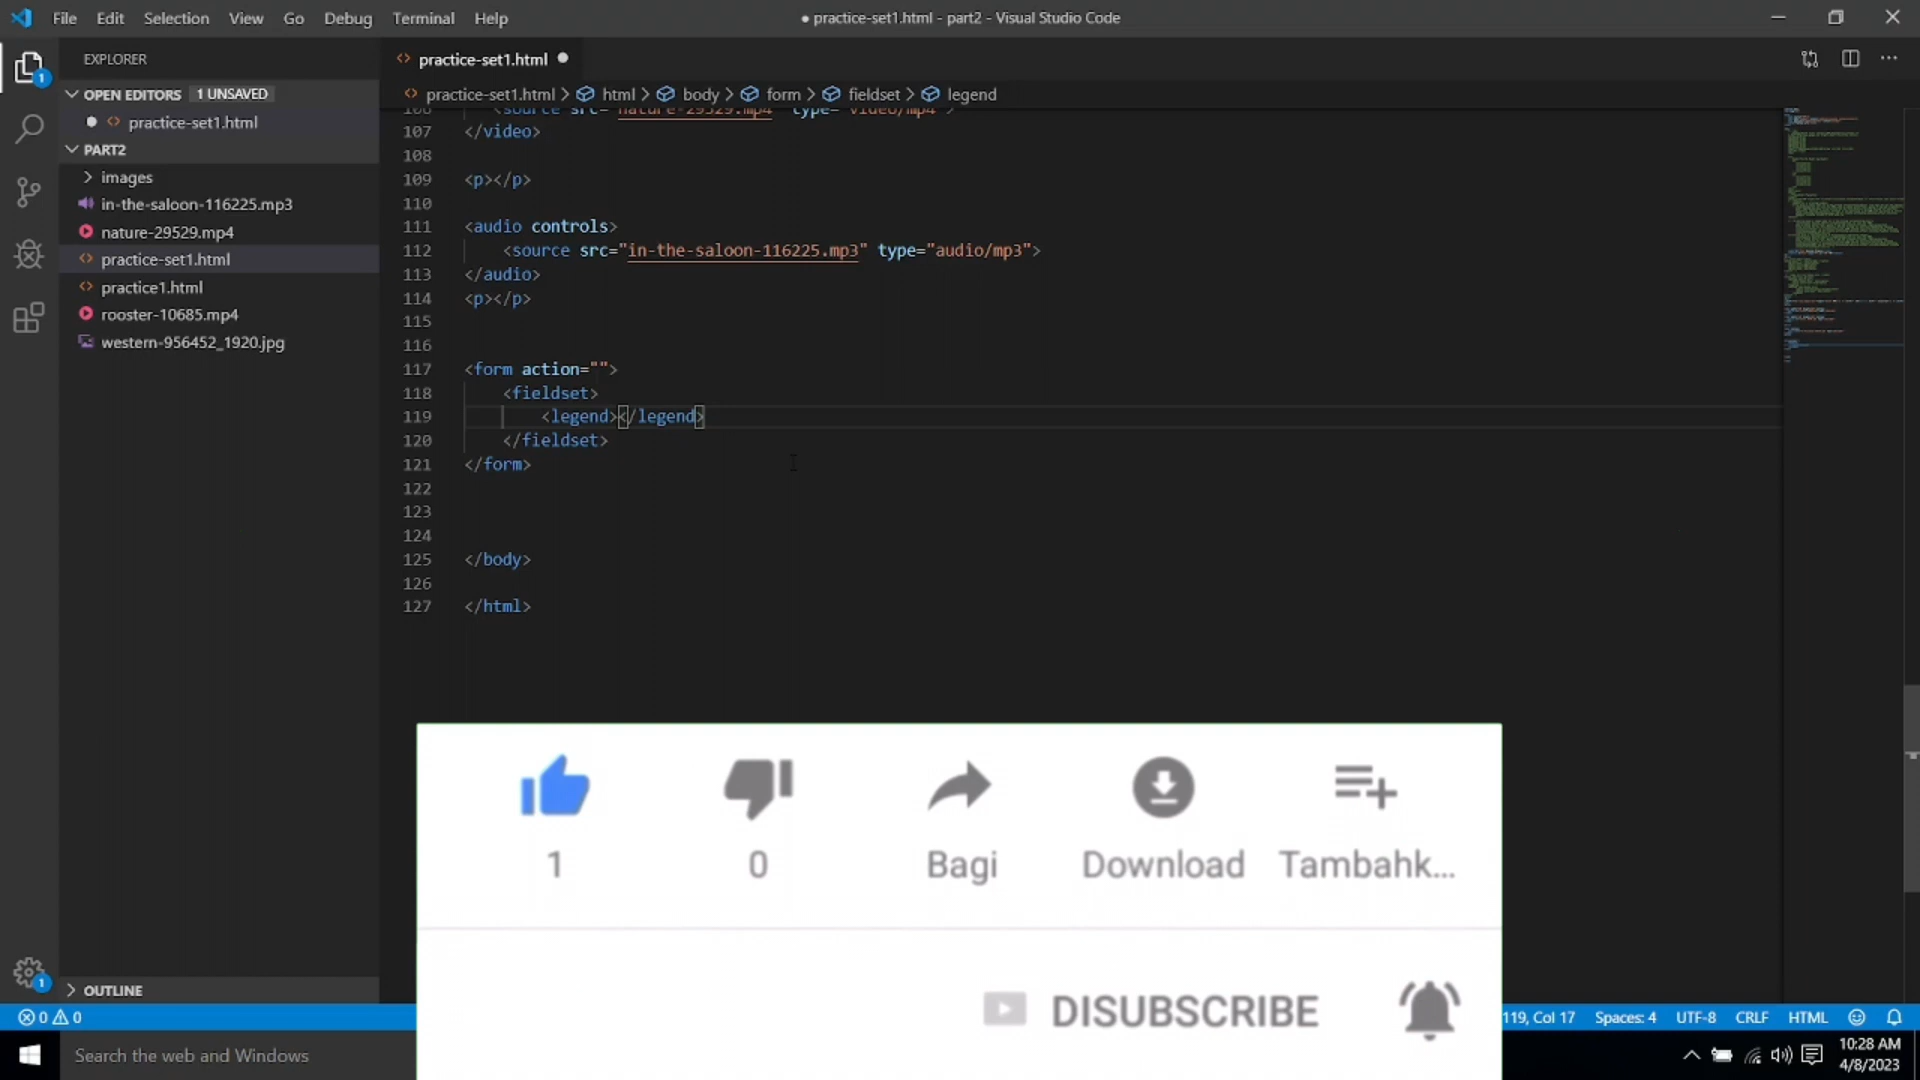 File Edit Selection View Go Debug Terminal Help
● practice-set1.html - part2 - Visual Studio Code
EXPLORER
OPEN EDITORS 1 UNSAVED
● <> practice-set1.html
PART2
images
in-the-saloon-116225.mp3
nature-29529.mp4
<> practice-set1.html
<> practice1.html
rooster-10685.mp4
western-956452_1920.jpg
OUTLINE
<> practice-set1.html ●
<> practice-set1.html > html > body > form > fieldset > legend
106 <source src="nature-29529.mp4" type="video/mp4">
107 </video>
108
109 <p></p>
110
111 <audio controls>
112 <source src="in-the-saloon-116225.mp3" type="audio/mp3">
113 </audio>
114 <p></p>
115
116
117 <form action="">
118 <fieldset>
119 <legend></legend>
120 </fieldset>
121 </form>
122
123
124
125 </body>
126
127 </html>
1 0 Bagi Download Tambahk...
DISUBSCRIBE
1
1
0 0
119, Col 17 Spaces: 4 UTF-8 CRLF HTML
Search the web and Windows
10:28 AM
4/8/2023